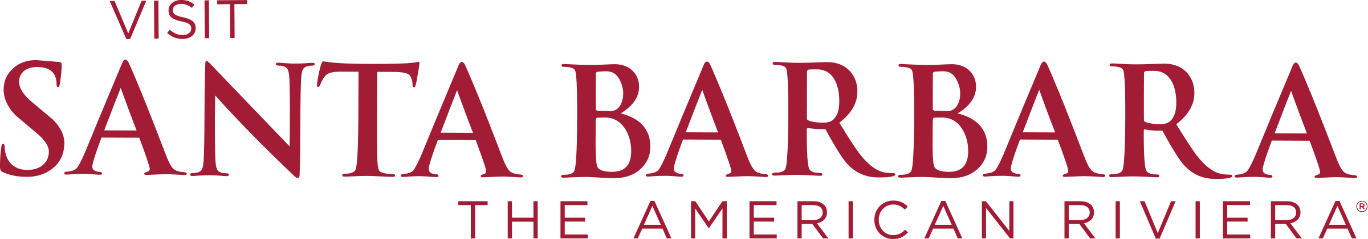 VISIT
SANTA BARBARA
THE AMERICAN RIVIERA®